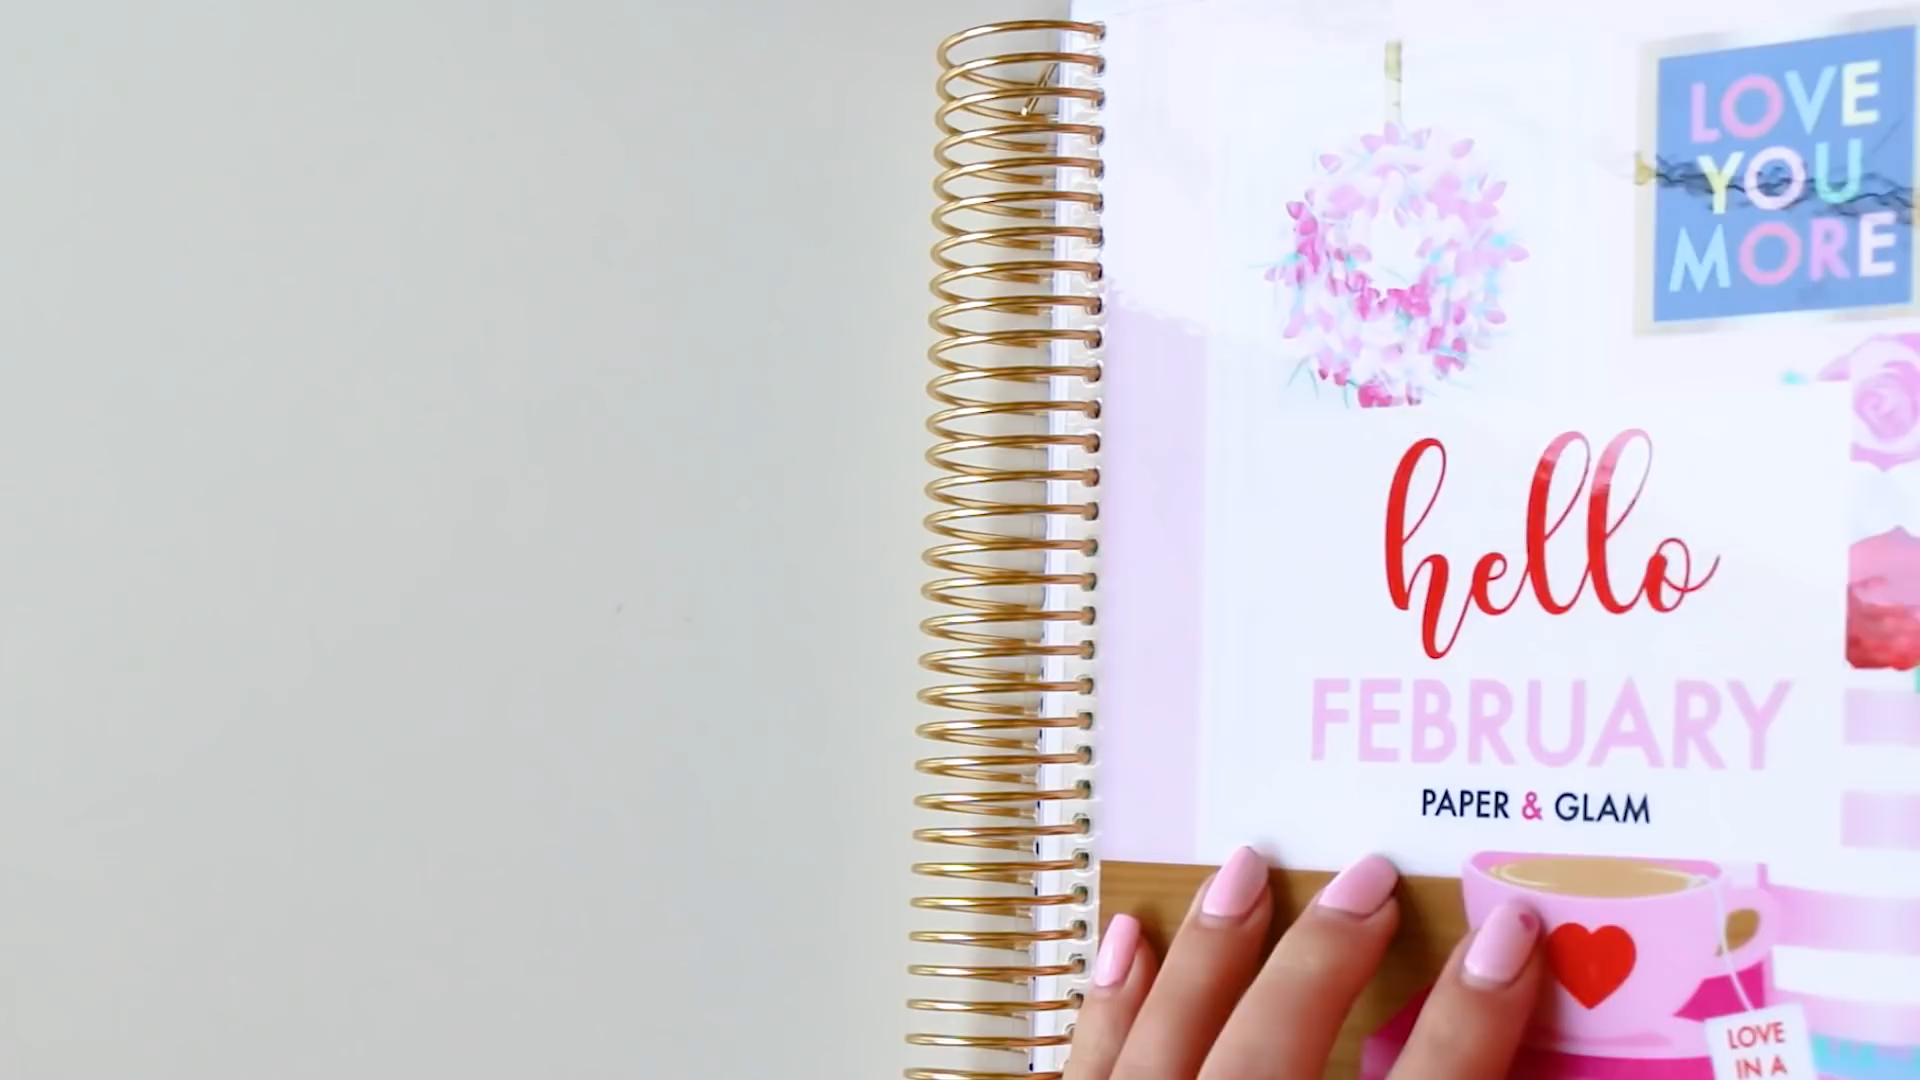 LOVE
YOU
MORE
hello
FEBRUARY
PAPER & GLAM
LOVE
IN A